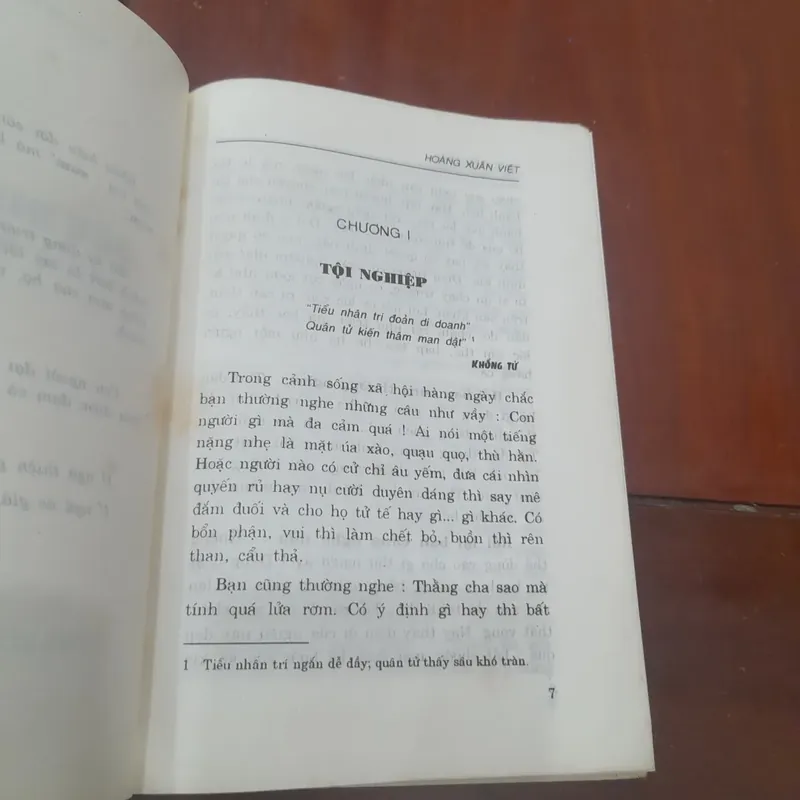 HOÀNG XUÂN VIỆT
CHƯƠNG I
TỘI NGHIỆP
"Tiểu nhân trí đoản di doanh"
Quân tử kiến thâm man dật" ¹
KHỔNG TỬ
Trong cảnh sống xã hội hàng ngày chắc
bạn thường nghe những câu như vầy : Con
người gì mà đa cảm quá ! Ai nói một tiếng
nặng nhẹ là mặt úa xào, quạu quọ, thù hằn.
Hoặc người nào có cử chỉ âu yếm, đưa cái nhìn
quyến rủ hay nụ cười duyên dáng thì say mê
đắm đuối và cho họ tử tế hay gì... gì khác. Có
bổn phận, vui thì làm chết bỏ, buồn thì rên
than, cẩu thả.
Bạn cũng thường nghe : Thằng cha sao mà
tính quá lửa rơm. Có ý định gì hay thì bất
1 Tiểu nhân trí ngắn dễ đầy; quân tử thấy sâu khó tràn.
7